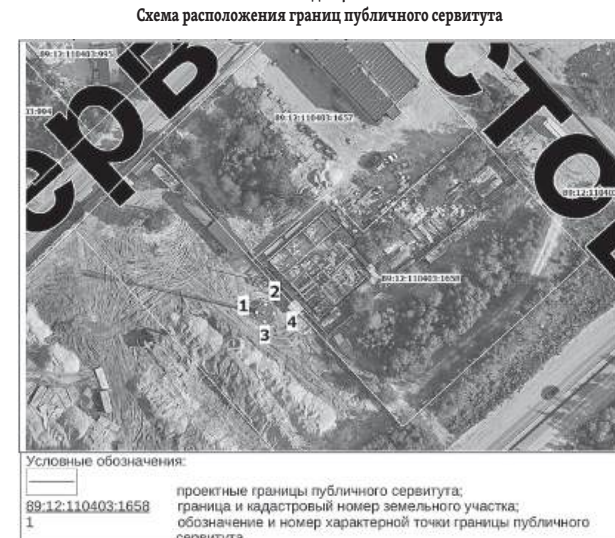 Схема расположения границ публичного сервитута
89:12:110403:995
ерв
сто
89:12:110403:1657
89:12:110403:1658
1
2
3
4
Условные обозначения:
проектные границы публичного сервитута;
89:12:110403:1658 граница и кадастровый номер земельного участка;
1 обозначение и номер характерной точки границы публичного
сервитута